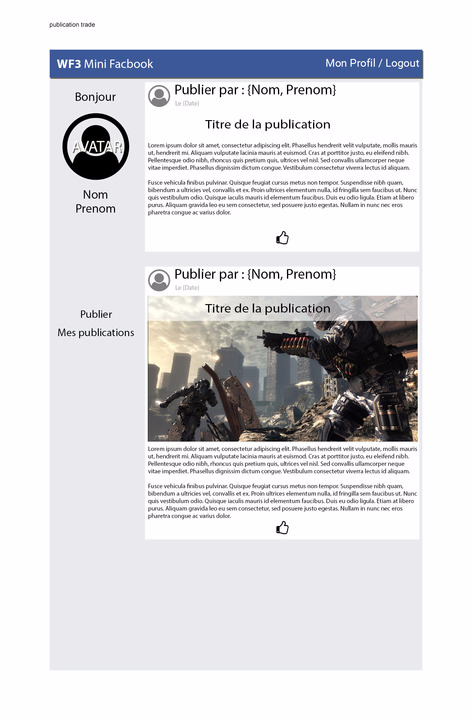 publication trade
WF3 Mini Facbook
Mon Profil / Logout
Bonjour
AVATAR
Nom
Prenom
Publier
Mes publications
Publier par : {Nom, Prenom}
Le {Date}
Titre de la publication
Lorem ipsum dolor sit amet, consectetur adipiscing elit. Phasellus hendrerit velit vulputate, mollis mauris
ut, hendrerit mi. Aliquam vulputate lacinia mauris at euismod. Cras at porttitor justo, eu eleifend nibh.
Pellentesque odio nibh, rhoncus quis pretium quis, ultrices vel nisl. Sed convallis ullamcorper neque
vitae imperdiet. Phasellus dignissim dictum congue. Vestibulum consectetur viverra lectus id aliquam.
Fusce vehicula finibus pulvinar. Quisque feugiat cursus metus non tempor. Suspendisse nibh quam,
bibendum a ultricies vel, convallis et ex. Proin ultrices elementum nulla, id fringilla sem faucibus ut. Nunc
quis vestibulum odio. Quisque iaculis mauris id elementum faucibus. Duis eu odio ligula. Etiam at libero
purus. Aliquam gravida leo eu sem consectetur, sed posuere justo egestas. Nullam in nunc nec eros
pharetra congue ac varius dolor.
Publier par : {Nom, Prenom}
Le {Date}
Titre de la publication
Lorem ipsum dolor sit amet, consectetur adipiscing elit. Phasellus hendrerit velit vulputate, mollis mauris
ut, hendrerit mi. Aliquam vulputate lacinia mauris at euismod. Cras at porttitor justo, eu eleifend nibh.
Pellentesque odio nibh, rhoncus quis pretium quis, ultrices vel nisl. Sed convallis ullamcorper neque
vitae imperdiet. Phasellus dignissim dictum congue. Vestibulum consectetur viverra lectus id aliquam.
Fusce vehicula finibus pulvinar. Quisque feugiat cursus metus non tempor. Suspendisse nibh quam,
bibendum a ultricies vel, convallis et ex. Proin ultrices elementum nulla, id fringilla sem faucibus ut. Nunc
quis vestibulum odio. Quisque iaculis mauris id elementum faucibus. Duis eu odio ligula. Etiam at libero
purus. Aliquam gravida leo eu sem consectetur, sed posuere justo egestas. Nullam in nunc nec eros
pharetra congue ac varius dolor.